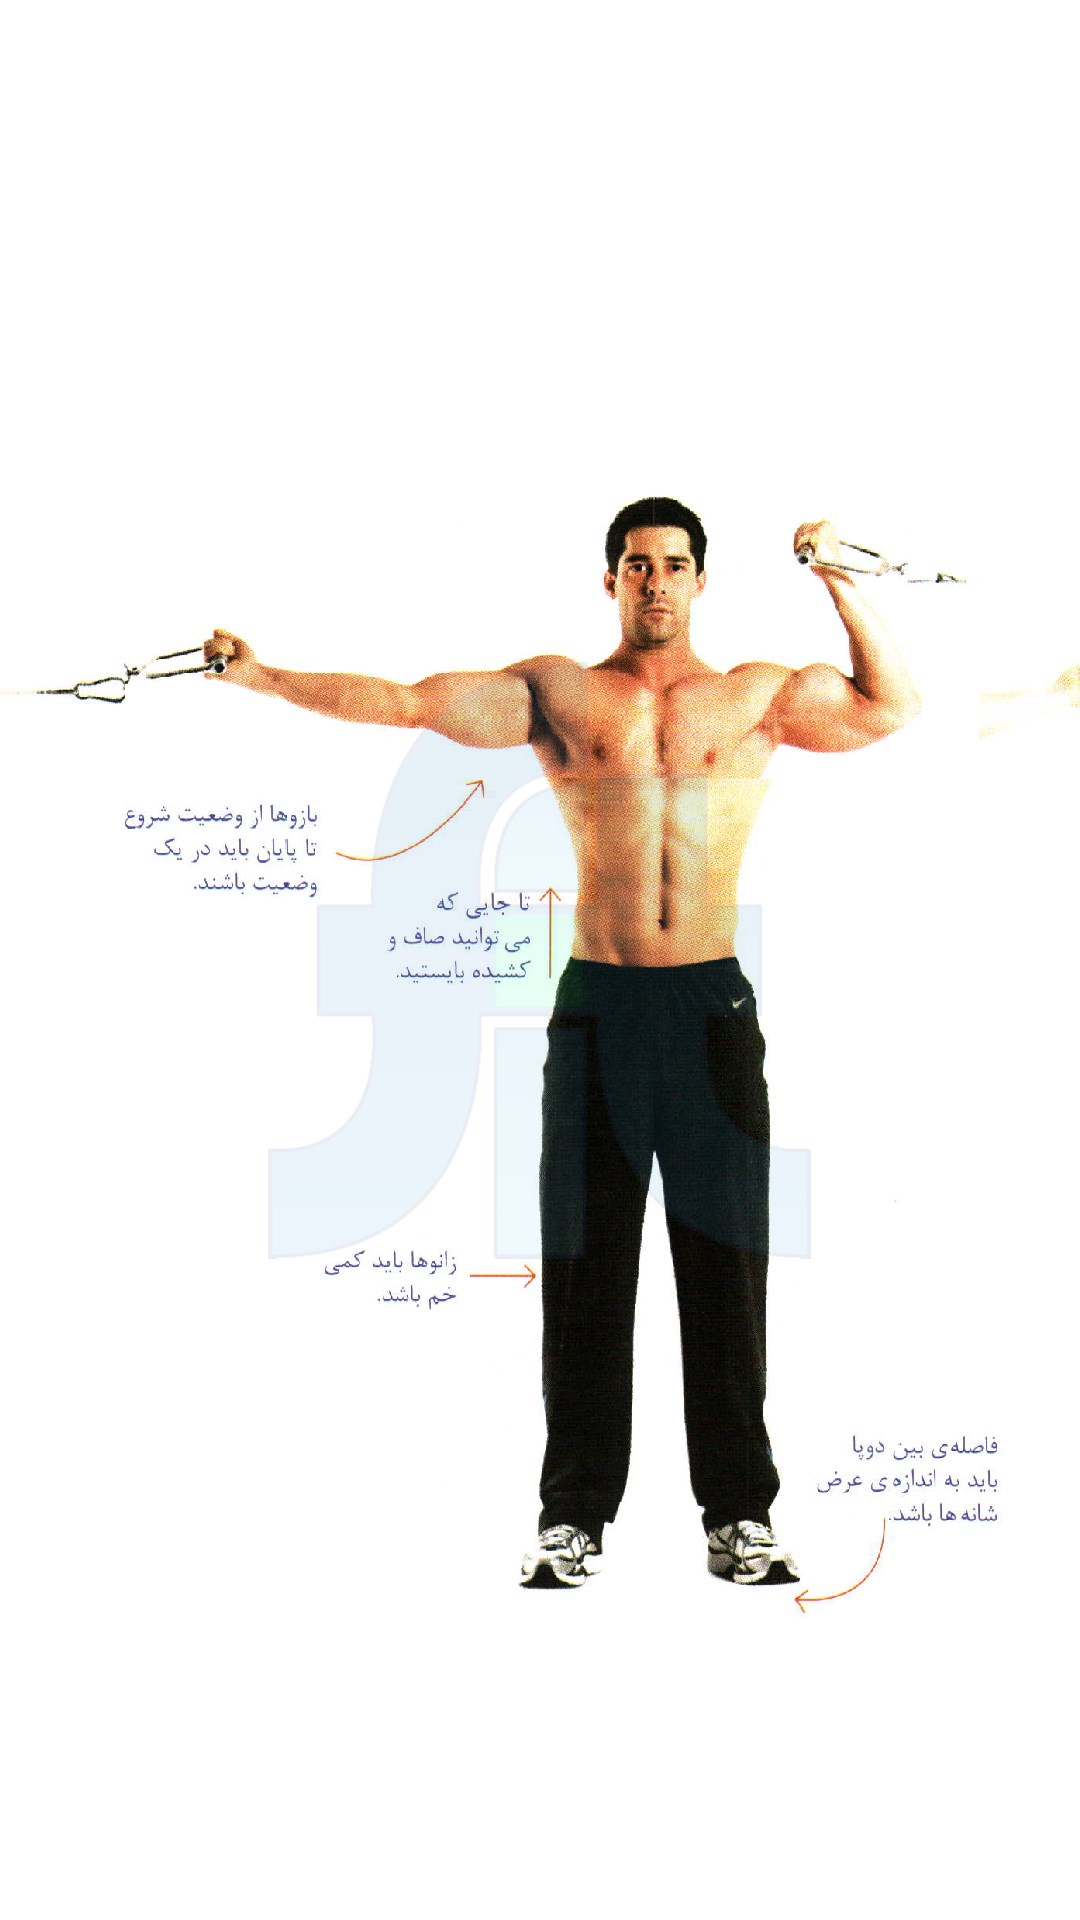 بازوها از وضعیت شروع
تا پایان باید در یک
وضعیت باشند.
تا جایی که
می توانید صاف و
کشیده بایستید.
زانوها باید کمی
خم باشد.
فاصله‌ی بین دوپا
باید به اندازه ی عرض
شانه ها باشد.
fit